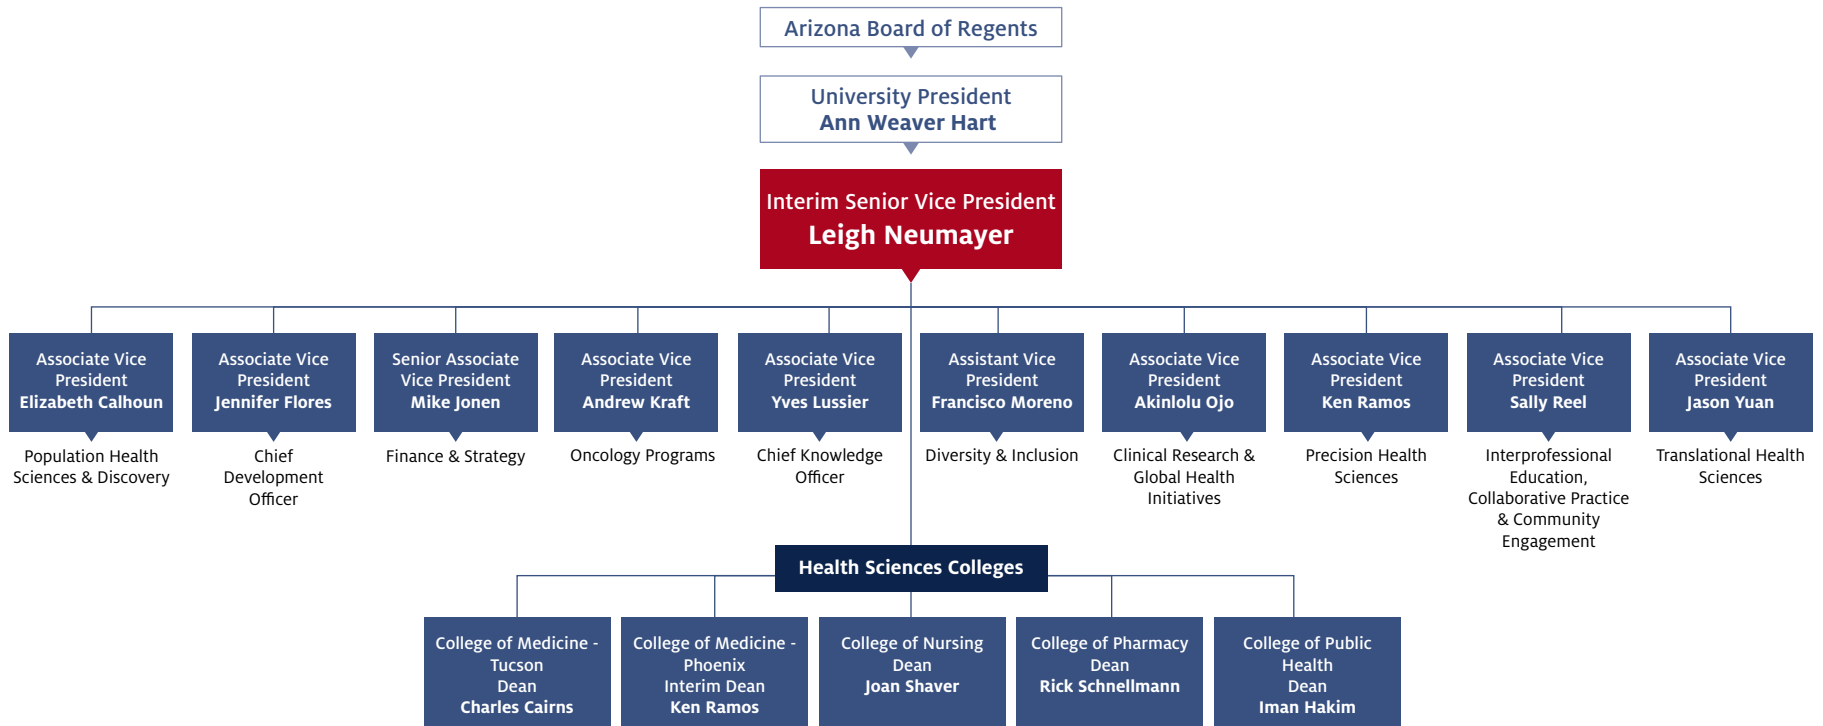 Arizona Board of Regents
University President
Ann Weaver Hart
Interim Senior Vice President
Leigh Neumayer
Associate Vice
President
Elizabeth Calhoun
Population Health
Sciences & Discovery
Associate Vice
President
Jennifer Flores
Chief
Development
Officer
Senior Associate
Vice President
Mike Jonen
Finance & Strategy
Associate Vice
President
Andrew Kraft
Oncology Programs
Associate Vice
President
Yves Lussier
Chief Knowledge
Officer
Assistant Vice
President
Francisco Moreno
Diversity & Inclusion
Associate Vice
President
Akinlolu Ojo
Clinical Research &
Global Health
Initiatives
Associate Vice
President
Ken Ramos
Precision Health
Sciences
Associate Vice
President
Sally Reel
Interprofessional
Education,
Collaborative Practice
& Community
Engagement
Associate Vice
President
Jason Yuan
Translational Health
Sciences
Health Sciences Colleges
College of Medicine -
Tucson
Dean
Charles Cairns
College of Medicine -
Phoenix
Interim Dean
Ken Ramos
College of Nursing
Dean
Joan Shaver
College of Pharmacy
Dean
Rick Schnellmann
College of Public
Health
Dean
Iman Hakim